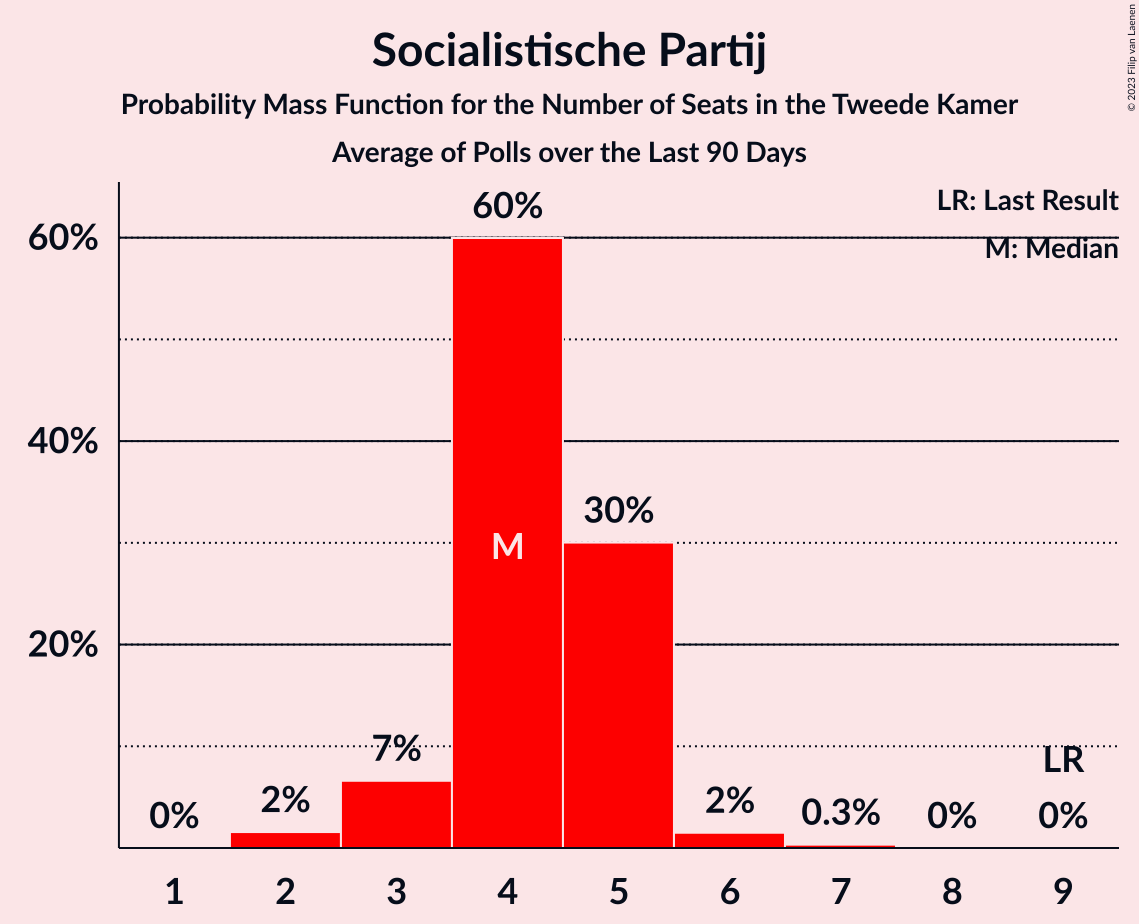 Socialistische Partij
Probability Mass Function for the Number of Seats in the Tweede Kamer
Average of Polls over the Last 90 Days
© 2023 Filip van Laenen
LR: Last Result
M: Median
60%
40%
20%
0%
2%
7%
60%
M
30%
2%
0.3%
0%
LR
0%
1 2 3 4 5 6 7 8 9